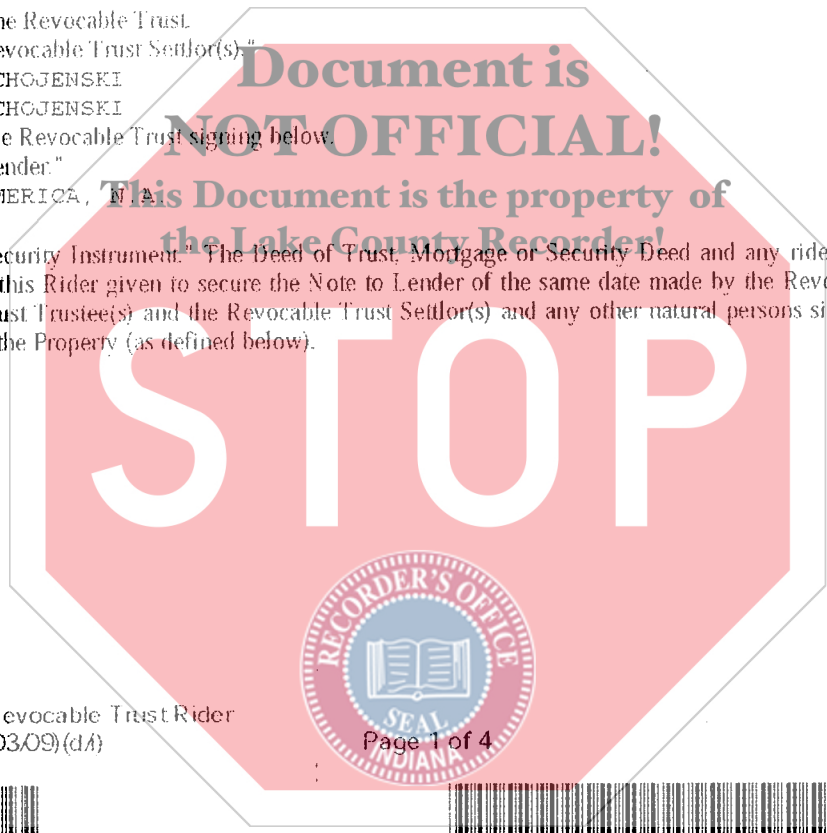 he Revocable Trust.
evocable Trust Settlor(s)."
CHOJENSKI
CHOJENSKI
e Revocable Trust signing below.
ender."
MERICA, N.A.
Document is
NOT OFFICIAL!
This Document is the property of
the Lake County Recorder!
ecurity Instrument." The Deed of Trust, Mortgage or Security Deed and any ride
this Rider given to secure the Note to Lender of the same date made by the Revo
ust Trustee(s) and the Revocable Trust Settlor(s) and any other natural persons si
the Property (as defined below).
STOP
RECORDER'S OFFICE
SEAL
INDIANA
evocable Trust Rider
03/09)(d/i)
Page 1 of 4